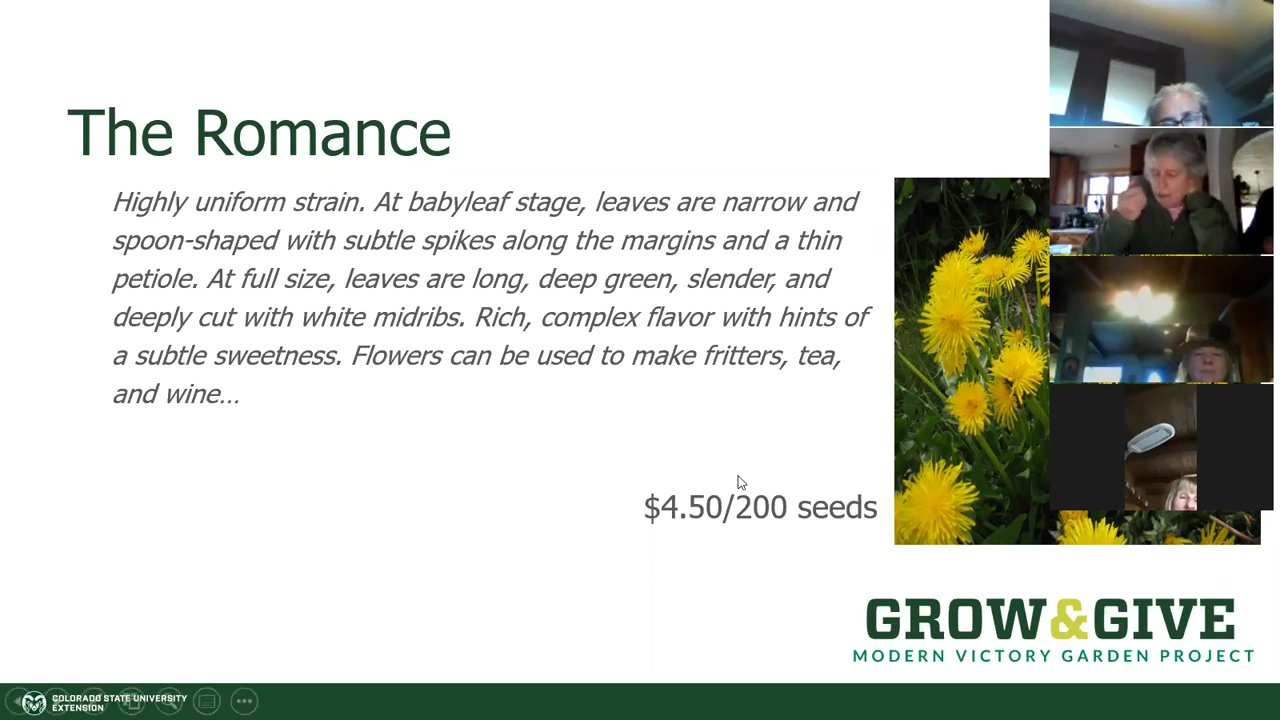 The Romance
Highly uniform strain. At babyleaf stage, leaves are narrow and
spoon-shaped with subtle spikes along the margins and a thin
petiole. At full size, leaves are long, deep green, slender, and
deeply cut with white midribs. Rich, complex flavor with hints of
a subtle sweetness. Flowers can be used to make fritters, tea,
and wine…
$4.50/200 seeds
GROW&GIVE
MODERN VICTORY GARDEN PROJECT
COLORADO STATE UNIVERSITY
EXTENSION